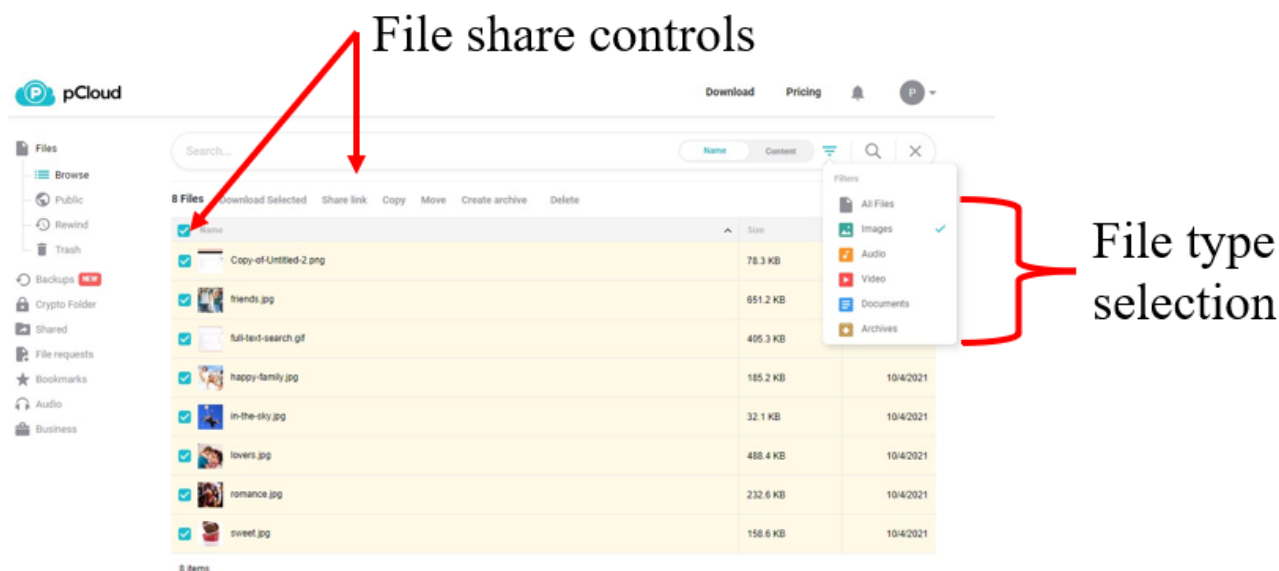 File share controls
P pCloud
Download Pricing P
Files
Browse
Public
Rewind
Trash
Backups NEW
Crypto Folder
Shared
File requests
Bookmarks
Audio
Business
Search... Name Content
8 Files Download Selected Share link Copy Move Create archive Delete
Name Size
Copy-of-Untitled-2.png 78.3 KB
friends.jpg 651.2 KB
full-text-search.gif 405.3 KB
happy-family.jpg 185.2 KB 10/4/2021
in-the-sky.jpg 32.1 KB 10/4/2021
lovers.jpg 488.4 KB 10/4/2021
romance.jpg 232.6 KB 10/4/2021
sweet.jpg 158.6 KB 10/4/2021
8 items
Filters
All Files
Images
Audio
Video
Documents
Archives
File type
selection